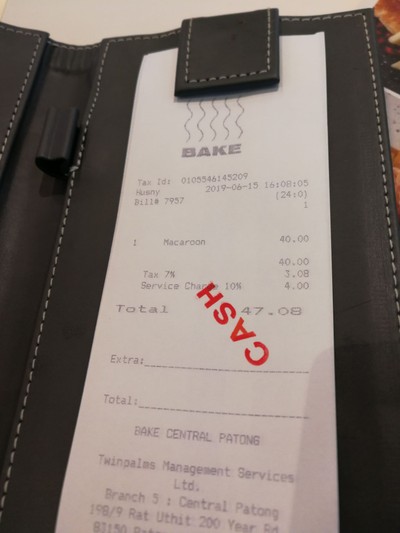 BAKE
Tax Id: 0105546145209
Husny 2019-06-15 16:08:05
Bill# 7957 (24:0)
1
1 Macaroon 40.00
40.00
Tax 7% 3.08
Service Charge 10% 4.00
Total 47.08
CASH
Extra:
Total:
BAKE CENTRAL PATONG
Twinpalms Management Services
Ltd.
Branch 5 : Central Patong
198/9 Rat Uthit 200 Year Rd